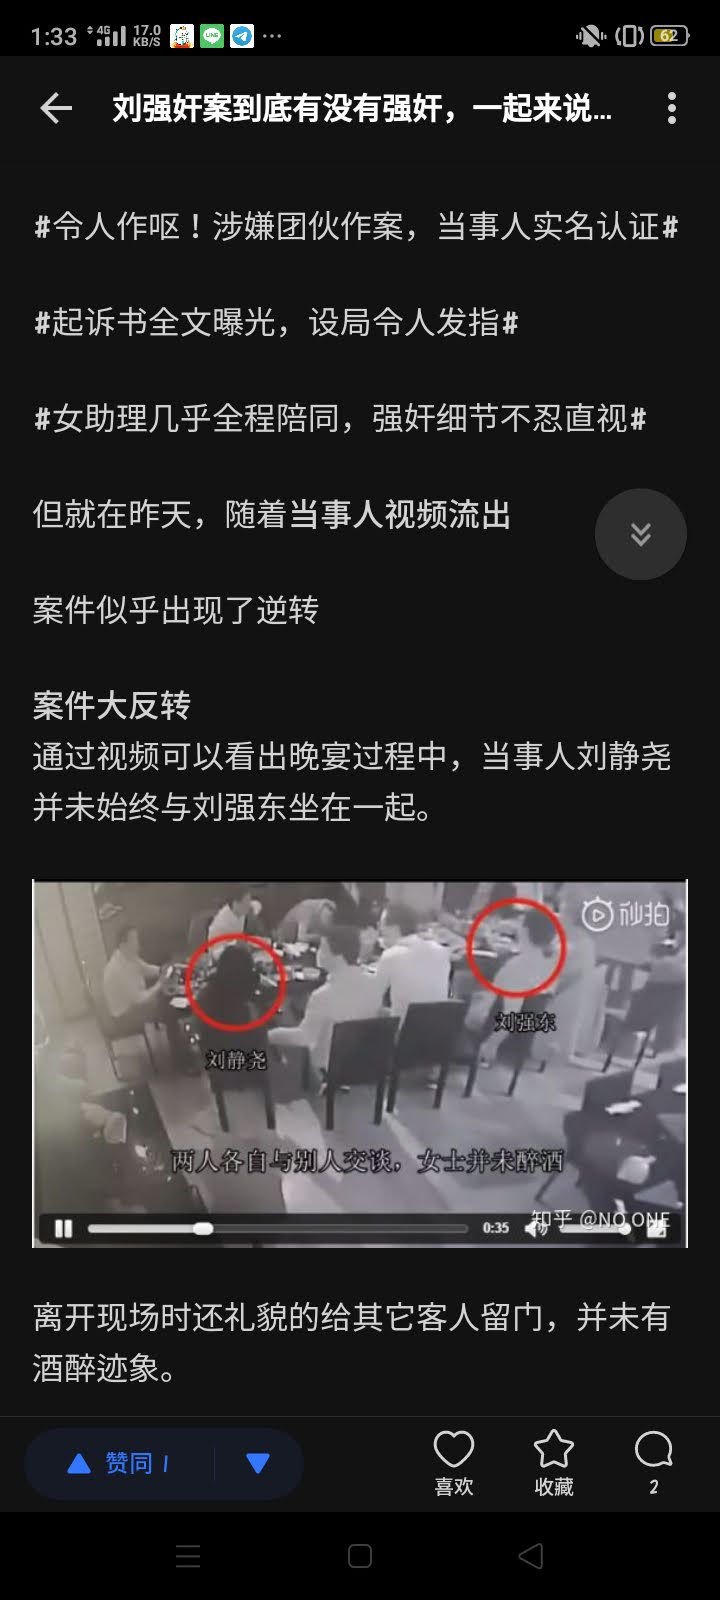 1:33 4G 17.0 KB/S LINE ... 62
刘强奸案到底有没有强奸，一起来说...
#令人作呕！涉嫌团伙作案，当事人实名认证#
#起诉书全文曝光，设局令人发指#
#女助理几乎全程陪同，强奸细节不忍直视#
但就在昨天，随着当事人视频流出
案件似乎出现了逆转
案件大反转
通过视频可以看出晚宴过程中，当事人刘静尧
并未始终与刘强东坐在一起。
秒拍
刘强东
刘静尧
两人各自与别人交谈，女士并未醉酒
0:35
知乎 @NO ONE
离开现场时还礼貌的给其它客人留门，并未有
酒醉迹象。
赞同 1
喜欢 收藏 2